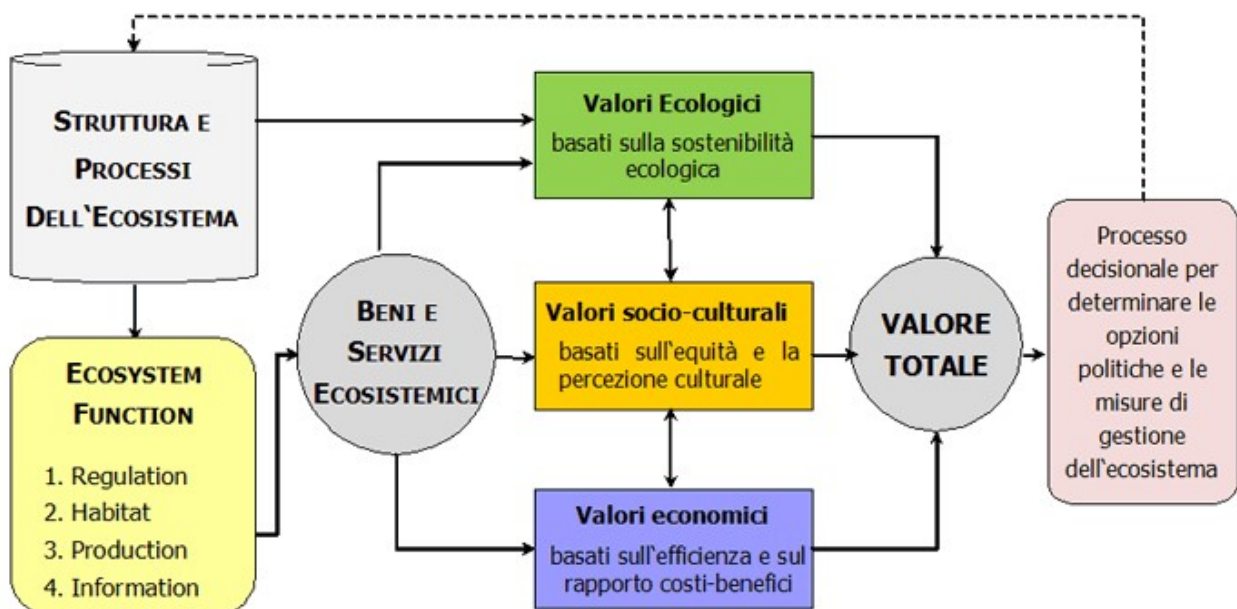 STRUTTURA E
PROCESSI
DELL'ECOSISTEMA
ECOSYSTEM
FUNCTION
1. Regulation
2. Habitat
3. Production
4. Information
BENI E
SERVIZI
ECOSISTEMICI
Valori Ecologici
basati sulla sostenibilità
ecologica
Valori socio-culturali
basati sull'equità e la
percezione culturale
Valori economici
basati sull'efficienza e sul
rapporto costi-benefici
VALORE
TOTALE
Processo
decisionale per
determinare le
opzioni
politiche e le
misure di
gestione
dell'ecosistema